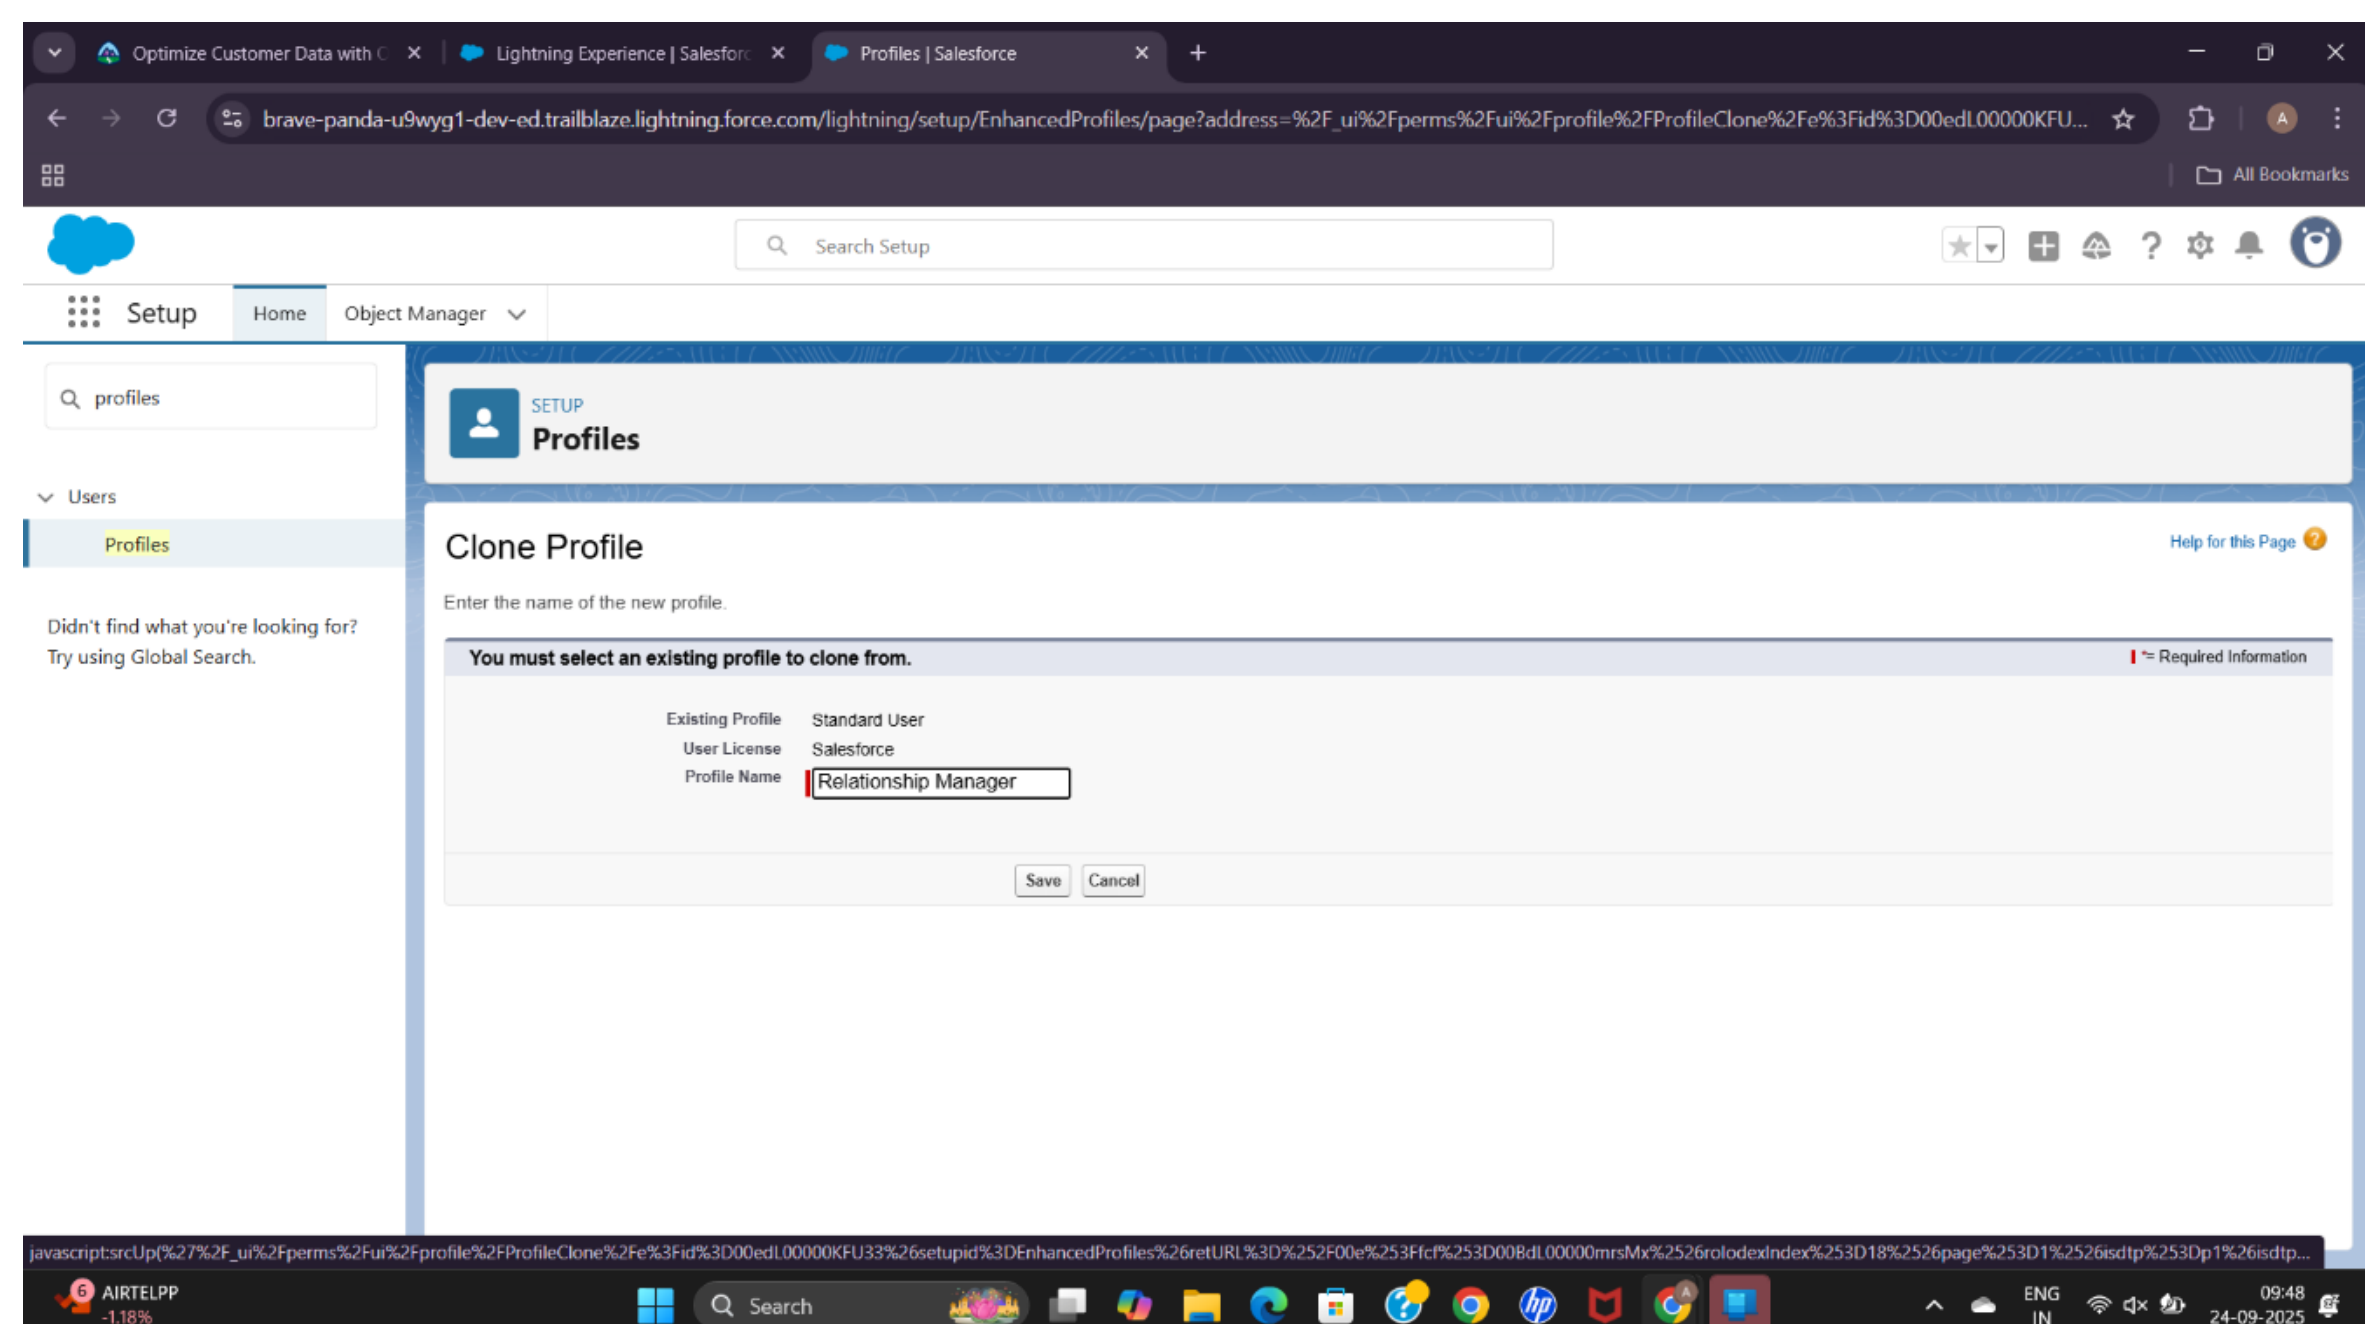 Optimize Customer Data with C
Lightning Experience | Salesforc
Profiles | Salesforce
brave-panda-u9wyg1-dev-ed.trailblaze.lightning.force.com/lightning/setup/EnhancedProfiles/page?address=%2F_ui%2Fperms%2Fui%2Fprofile%2FProfileClone%2Fe%3Fid%3D00edL00000KFU...
A
All Bookmarks
Search Setup
Setup
Home
Object Manager
profiles
SETUP
Profiles
Users
Profiles
Didn't find what you're looking for?
Try using Global Search.
Clone Profile
Help for this Page
Enter the name of the new profile.
You must select an existing profile to clone from.
*= Required Information
Existing Profile Standard User
User License Salesforce
Profile Name Relationship Manager
Save Cancel
javascript:srcUp(%27%2F_ui%2Fperms%2Fui%2Fprofile%2FProfileClone%2Fe%3Fid%3D00edL00000KFU33%26setupid%3DEnhancedProfiles%26retURL%3D%252F00e%253Ffcf%253D00BdL00000mrsMx%2526rolodexIndex%253D18%2526page%253D1%2526isdtp%253Dp1%26isdtp...
6
AIRTELPP
-1.18%
Search
hp
A
ENG
IN
09:48
24-09-2025